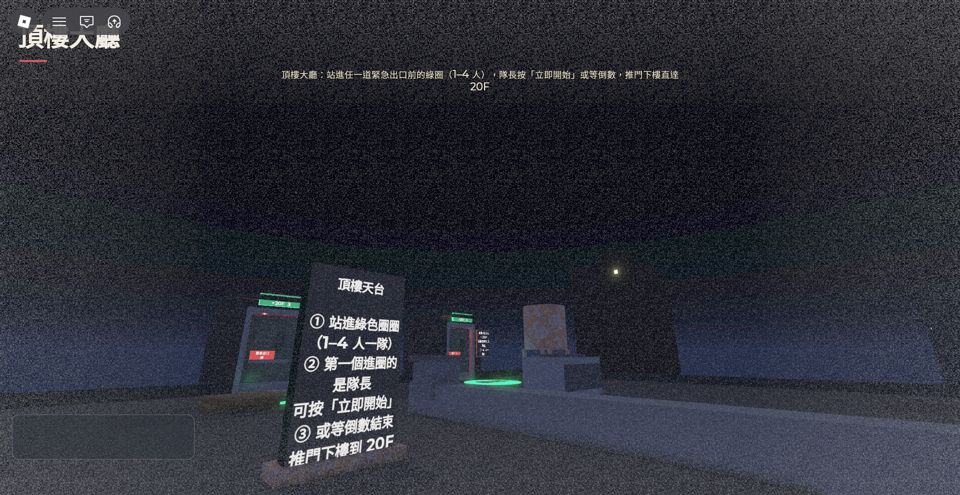 頂樓大廳
頂樓大廳：站進任一道緊急出口前的綠圈（1–4 人），隊長按「立即開始」或等倒數，推門下樓直達
20F
頂樓天台
① 站進綠色圈圈
（1–4 人一隊）
② 第一個進圈的
是隊長
可按「立即開始」
③ 或等倒數結束
推門下樓到 20F